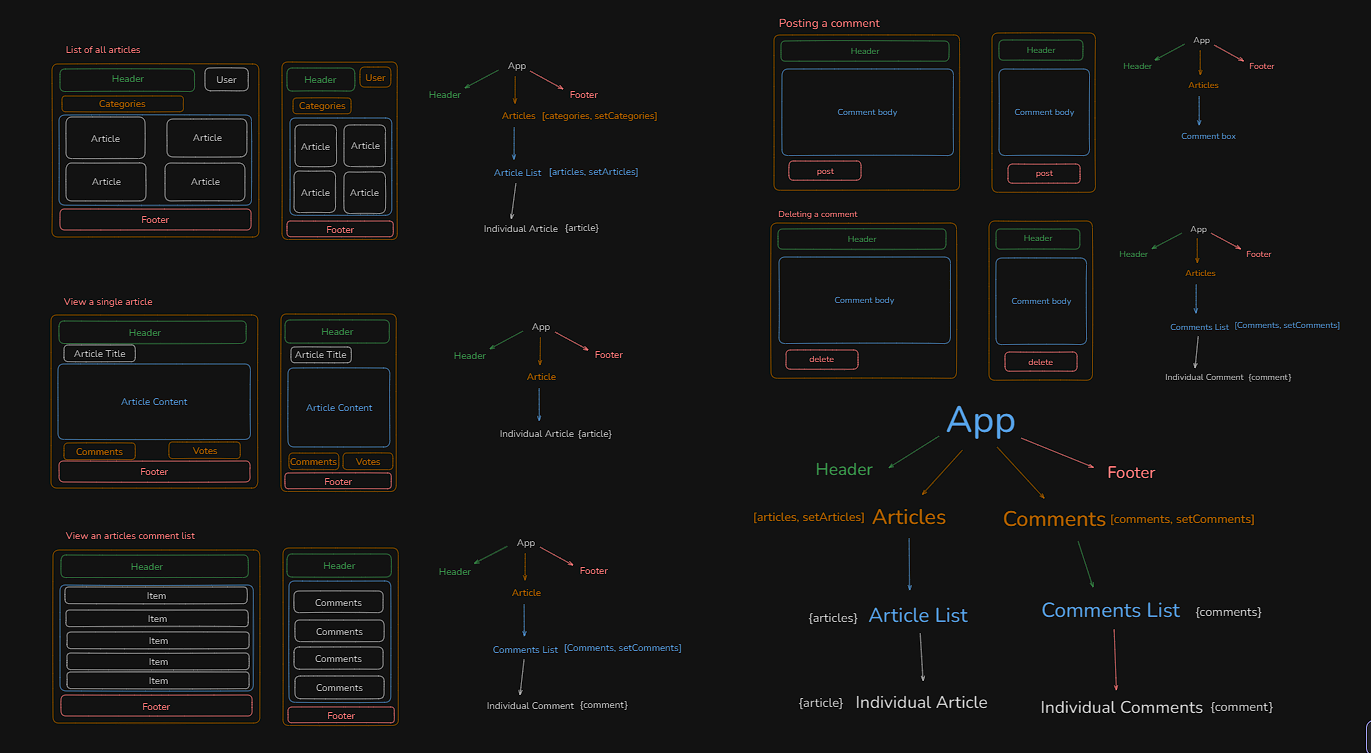 List of all articles
Header
User
Categories
Article
Article
Article
Article
Footer
Header
User
Categories
Article
Article
Article
Article
Footer
App
Header
Footer
Articles [categories, setCategories]
Article List [articles, setArticles]
Individual Article {article}
View a single article
Header
Article Title
Article Content
Comments
Votes
Footer
Header
Article Title
Article Content
Comments
Votes
Footer
App
Header
Footer
Article
Individual Article {article}
View an articles comment list
Header
Item
Item
Item
Item
Item
Footer
Header
Comments
Comments
Comments
Comments
Footer
App
Header
Footer
Article
Comments List [Comments, setComments]
Individual Comment {comment}
Posting a comment
Header
Comment body
post
Header
Comment body
post
App
Header
Footer
Articles
Comment box
Deleting a comment
Header
Comment body
delete
Header
Comment body
delete
App
Header
Footer
Articles
Comments List [Comments, setComments]
Individual Comment {comment}
App
Header
Footer
[articles, setArticles] Articles
Comments [comments, setComments]
{articles} Article List
Comments List {comments}
{article} Individual Article
Individual Comments {comment}